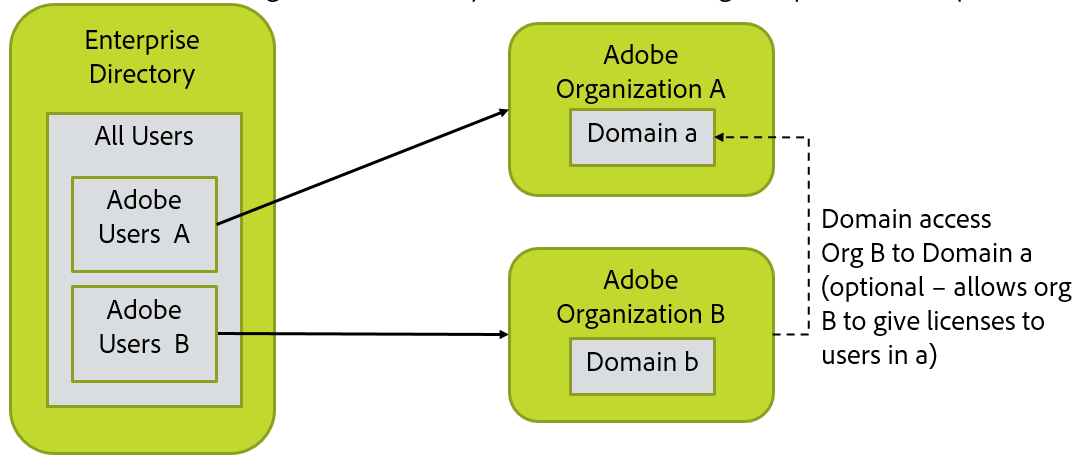 Enterprise
Directory
All Users
Adobe
Users A
Adobe
Users B
Adobe
Organization A
Domain a
Adobe
Organization B
Domain b
Domain access
Org B to Domain a
(optional – allows org
B to give licenses to
users in a)